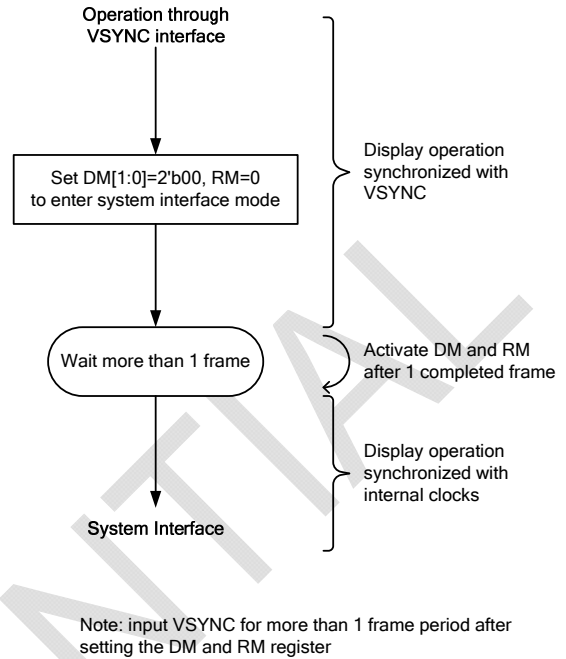 Operation through
VSYNC interface
Set DM[1:0]=2'b00, RM=0
to enter system interface mode
Display operation
synchronized with
VSYNC
Wait more than 1 frame
Activate DM and RM
after 1 completed frame
Display operation
synchronized with
internal clocks
System Interface
Note: input VSYNC for more than 1 frame period after
setting the DM and RM register
NTIAL